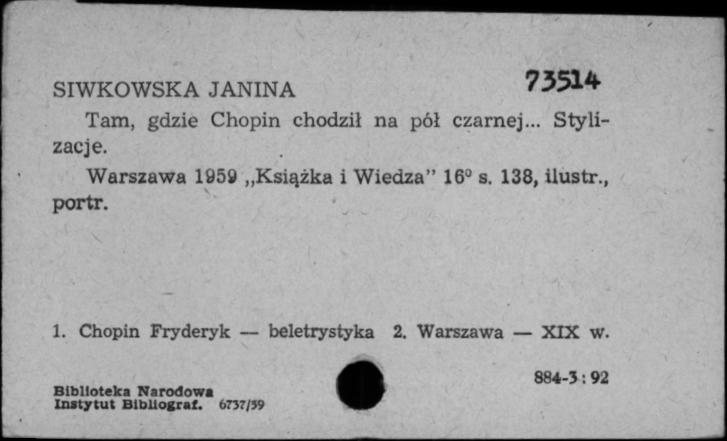 73514
SIWKOWSKA JANINA
Tam, gdzie Chopin chodził na pół czarnej... Styli-
zacje.
Warszawa 1959 „Książka i Wiedza” 16° s. 138, ilustr.,
portr.
1. Chopin Fryderyk — beletrystyka 2. Warszawa — XIX w.
884-3 : 92
Biblioteka Narodowa
Instytut Bibliograf. 6737/59